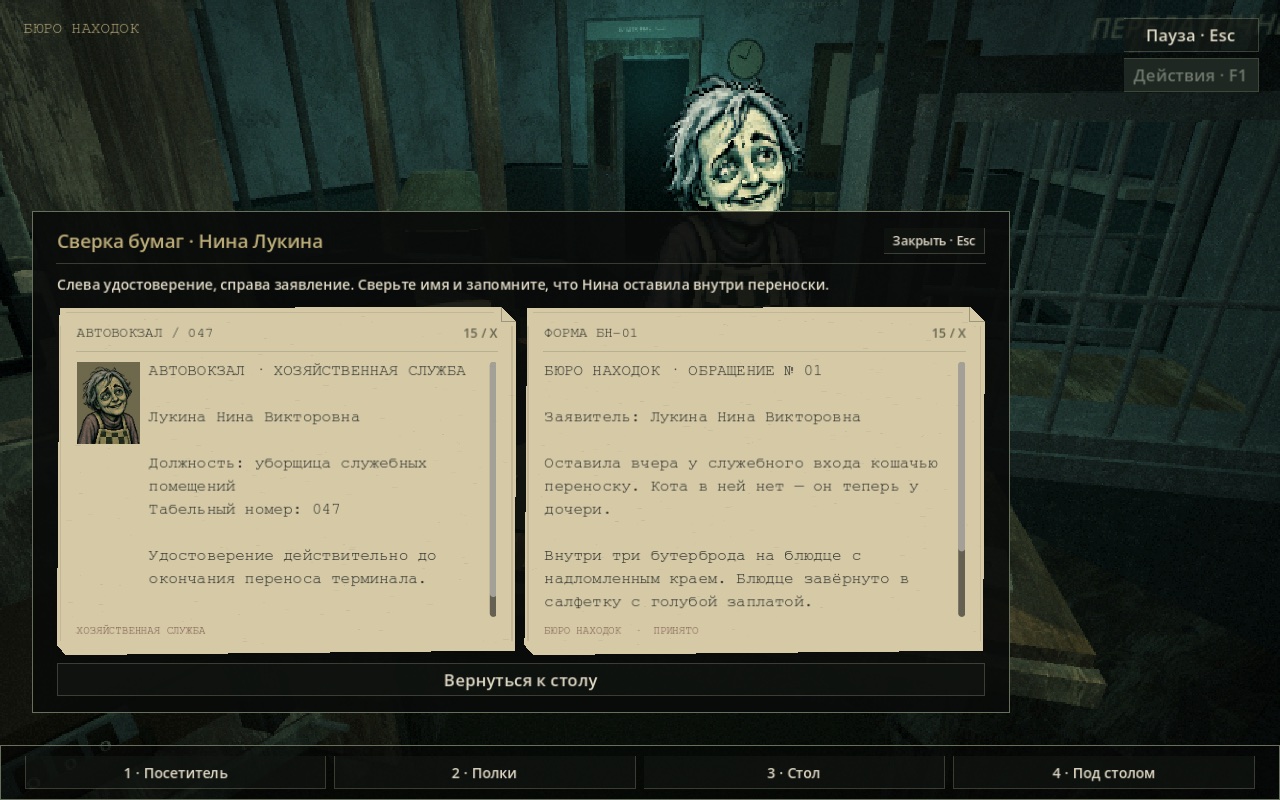 БЮРО НАХОДОК
Пауза · Esc
Действия · F1
Сверка бумаг · Нина Лукина
Закрыть · Esc
Слева удостоверение, справа заявление. Сверьте имя и запомните, что Нина оставила внутри переноски.
АВТОВОКЗАЛ / 047
15 / X
АВТОВОКЗАЛ · ХОЗЯЙСТВЕННАЯ СЛУЖБА
Лукина Нина Викторовна
Должность: уборщица служебных
помещений
Табельный номер: 047
Удостоверение действительно до
окончания переноса терминала.
ХОЗЯЙСТВЕННАЯ СЛУЖБА
ФОРМА БН-01
15 / X
БЮРО НАХОДОК · ОБРАЩЕНИЕ № 01
Заявитель: Лукина Нина Викторовна
Оставила вчера у служебного входа кошачью
переноску. Кота в ней нет — он теперь у
дочери.
Внутри три бутерброда на блюдце с
надломленным краем. Блюдце завёрнуто в
салфетку с голубой заплатой.
БЮРО НАХОДОК · ПРИНЯТО
Вернуться к столу
1 · Посетитель
2 · Полки
3 · Стол
4 · Под столом